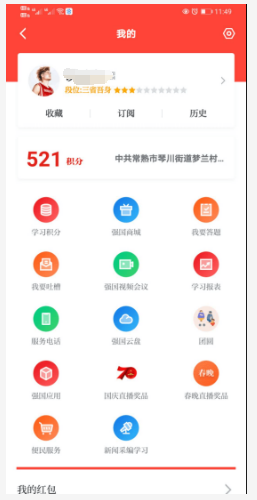 11:49
我的
段位:三省吾身
收藏 订阅 历史
521 积分 中共常熟市琴川街道梦兰村...
学习积分 强国商城 我要答题
我要吐槽 强国视频会议 学习报表
服务电话 强国云盘 团圆
强国应用 国庆直播奖品 春晚直播奖品
春晚
70
便民服务 新闻采编学习
我的红包